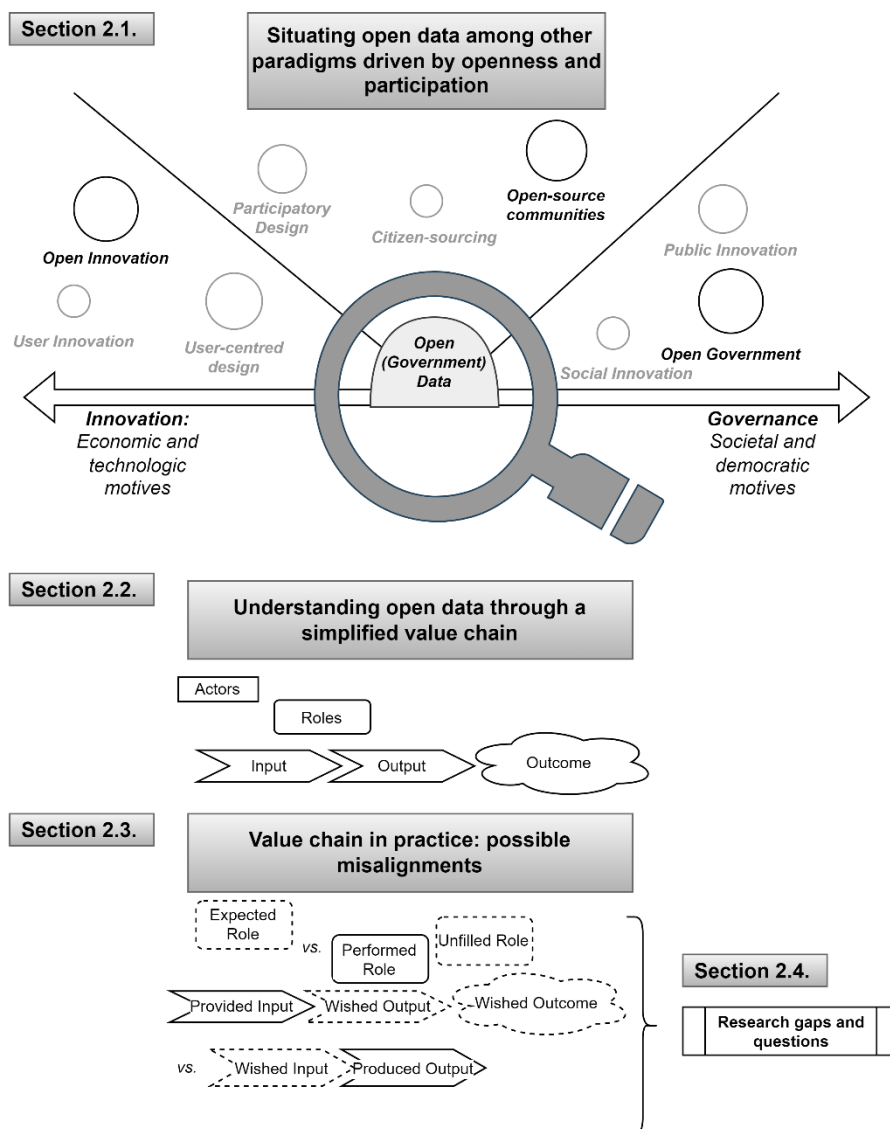 Section 2.1.
Situating open data among other
paradigms driven by openness and
participation
Open Innovation
Participatory
Design
Citizen-sourcing
Open-source
communities
Public Innovation
User Innovation
User-centred
design
Open
(Government)
Data
Social Innovation
Open Government
Innovation:
Economic and
technologic
motives
Governance
Societal and
democratic
motives
Section 2.2.
Understanding open data through a
simplified value chain
Actors
Roles
Input
Output
Outcome
Section 2.3.
Value chain in practice: possible
misalignments
Expected
Role
vs.
Performed
Role
Unfilled Role
Provided Input
Wished Output
Wished Outcome
vs.
Wished Input
Produced Output
Section 2.4.
Research gaps and
questions